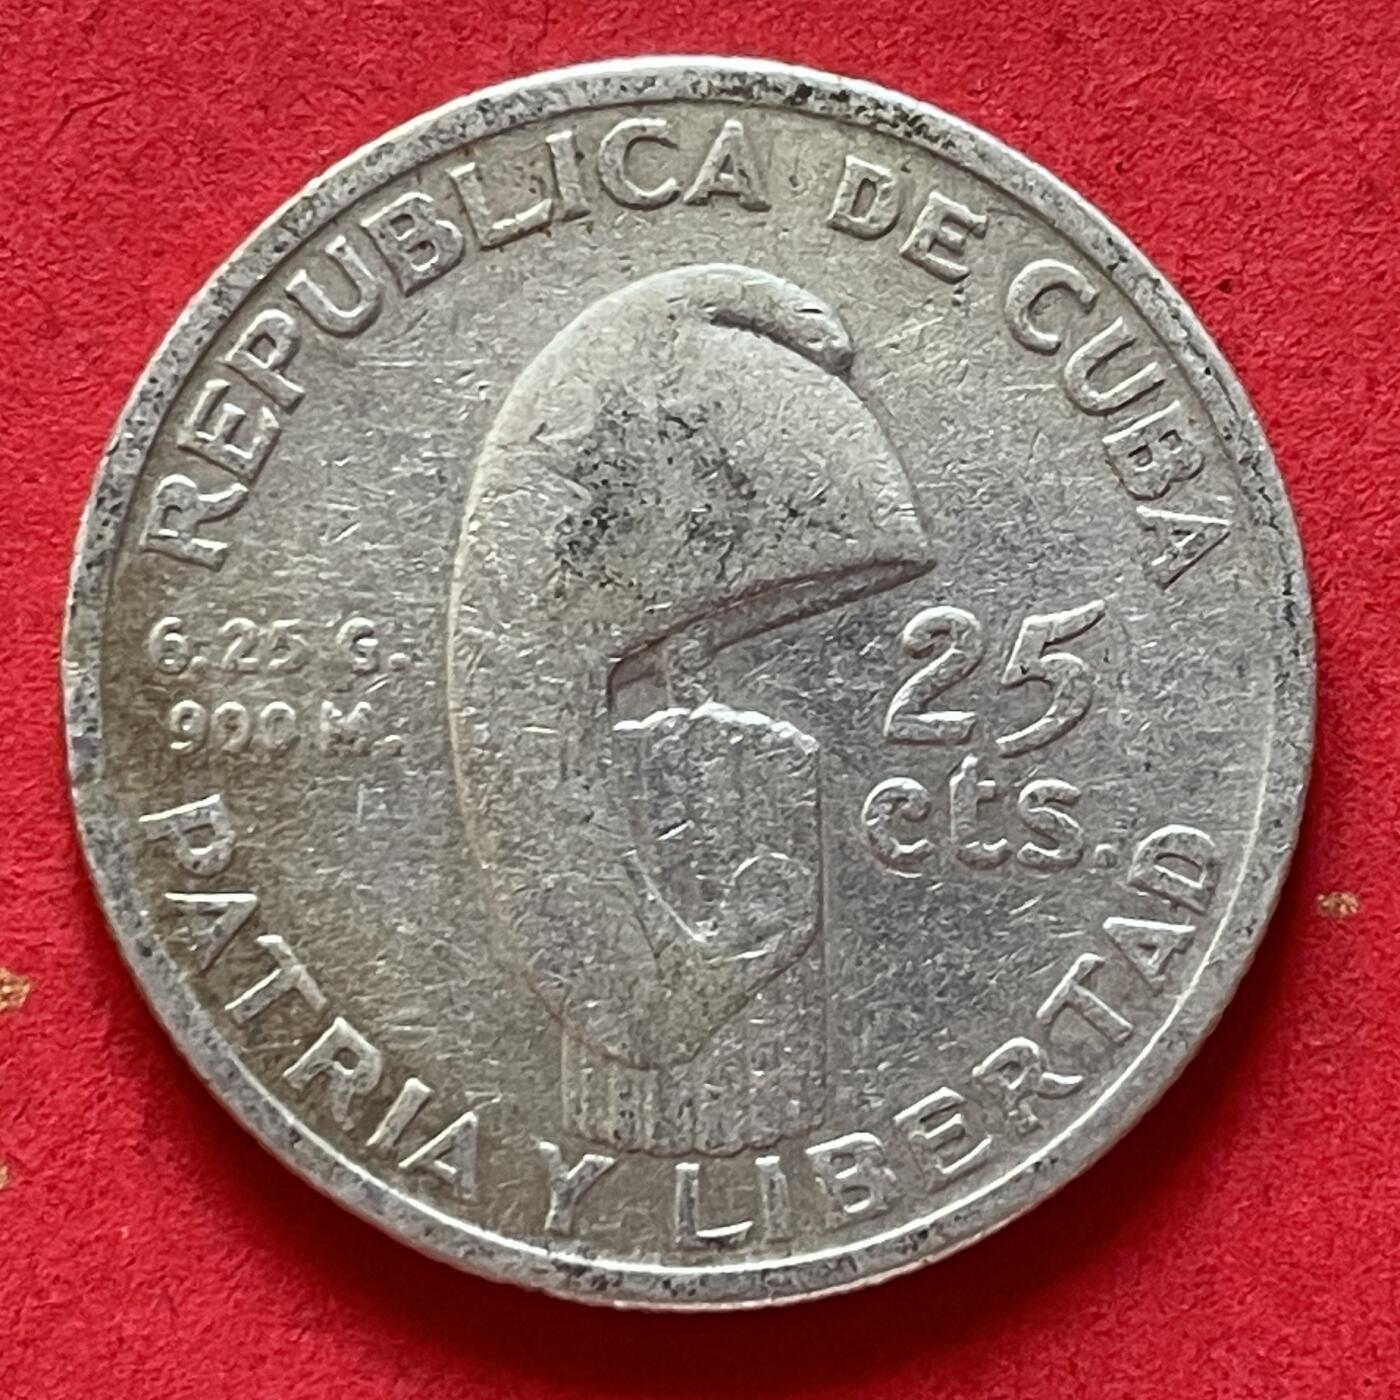 REPUBLICA DE CUBA
6.25 G.
900 M.
25
cts.
PATRIA Y LIBERTAD